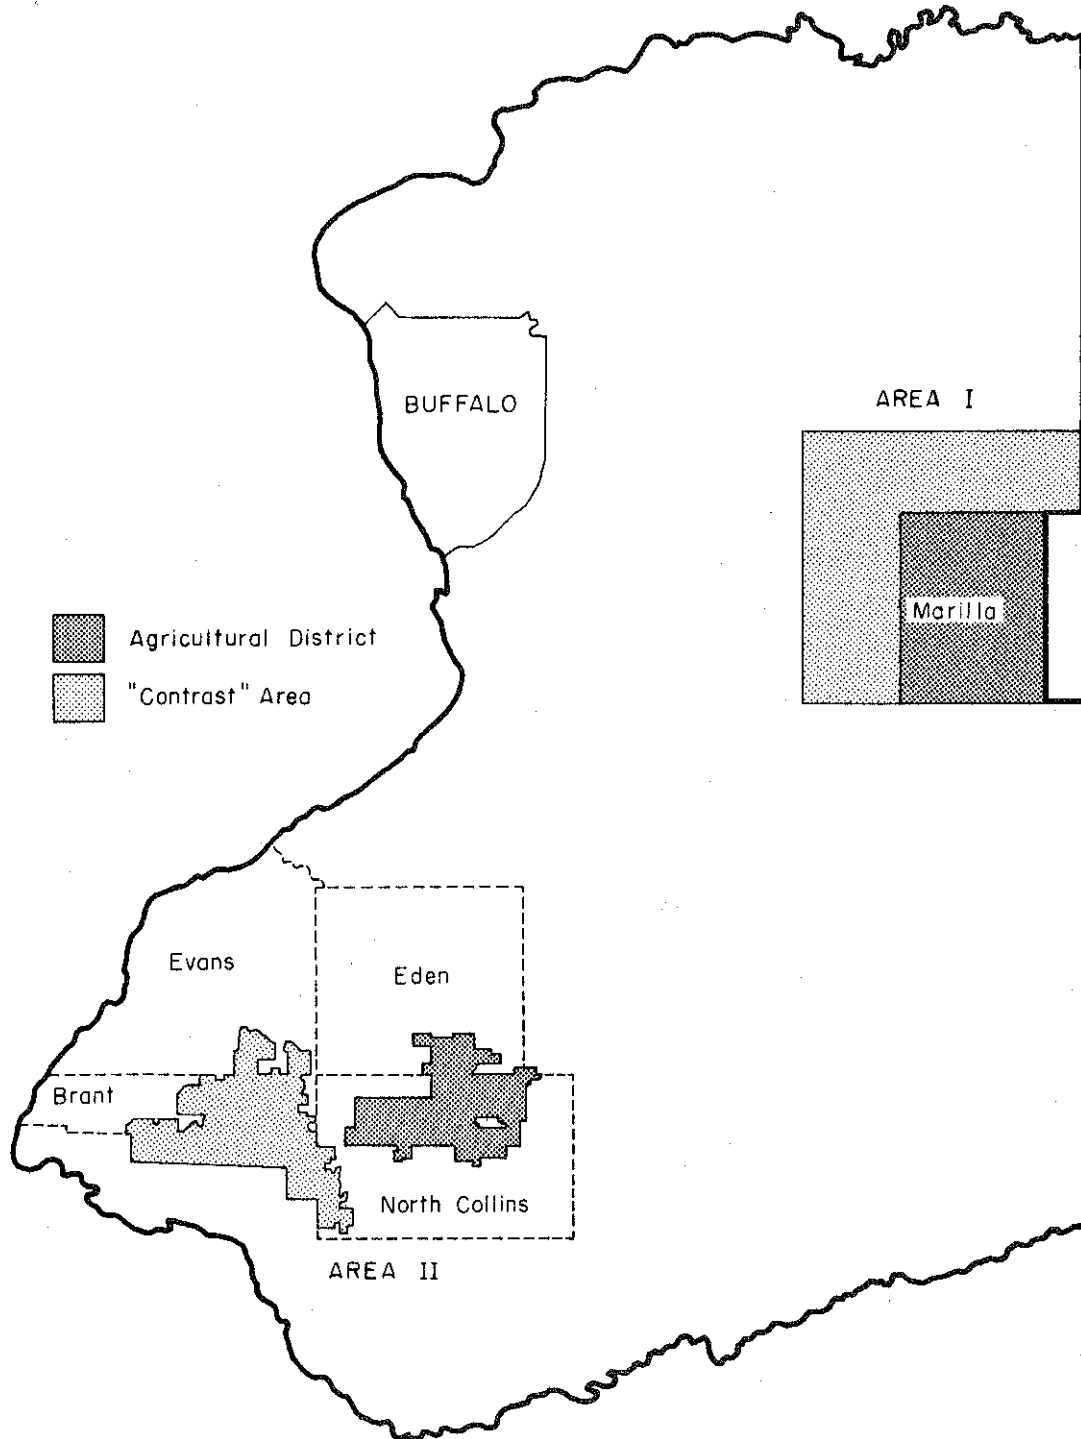 BUFFALO
AREA I
Marilla
Agricultural District
"Contrast" Area
Evans
Eden
Brant
North Collins
AREA II